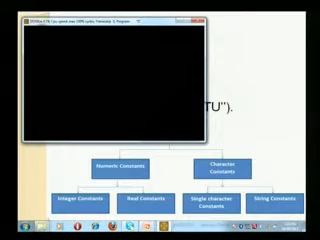 TU").
Numeric Constants
Character
Constants
Integer Constants
Real Constants
Single character
Constants
String Constants